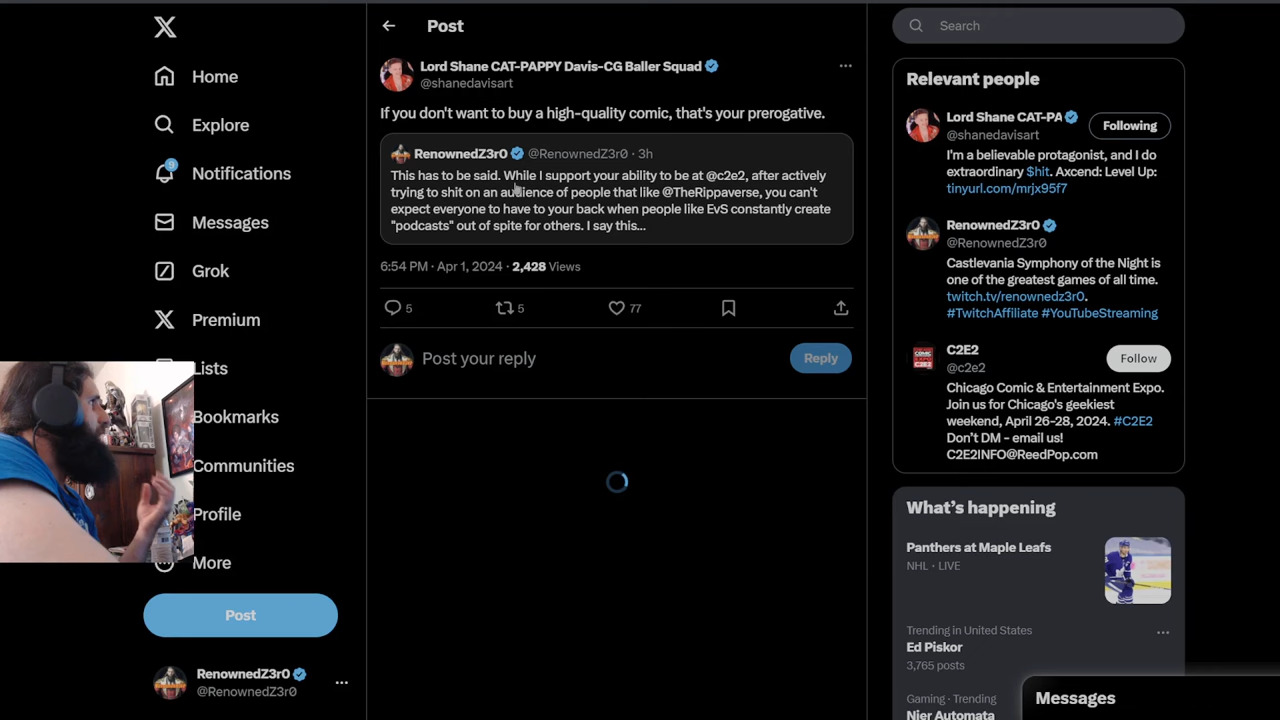 Home
Explore
9
Notifications
Messages
Grok
Premium
Lists
Bookmarks
Communities
Profile
More
Post
RenownedZ3r0
@RenownedZ3r0
Post
Lord Shane CAT-PAPPY Davis-CG Baller Squad
@shanedavisart
If you don't want to buy a high-quality comic, that's your prerogative.
RenownedZ3r0 @RenownedZ3r0 · 3h
This has to be said. While I support your ability to be at @c2e2, after actively
trying to shit on an audience of people that like @TheRippaverse, you can't
expect everyone to have to your back when people like EvS constantly create
"podcasts" out of spite for others. I say this...
6:54 PM · Apr 1, 2024 · 2,428 Views
5 5 77
Post your reply
Reply
Search
Relevant people
Lord Shane CAT-PA
Following
@shanedavisart
I'm a believable protagonist, and I do
extraordinary $hit. Axcend: Level Up:
tinyurl.com/mrjx95f7
RenownedZ3r0
@RenownedZ3r0
Castlevania Symphony of the Night is
one of the greatest games of all time.
twitch.tv/renownedz3r0.
#TwitchAffiliate #YouTubeStreaming
C2E2
@c2e2
Follow
Chicago Comic & Entertainment Expo.
Join us for Chicago's geekiest
weekend, April 26-28, 2024. #C2E2
Don't DM - email us!
C2E2INFO@ReedPop.com
What's happening
Panthers at Maple Leafs
NHL · LIVE
Trending in United States
Ed Piskor
3,765 posts
Gaming · Trending
Nier Automata
Messages